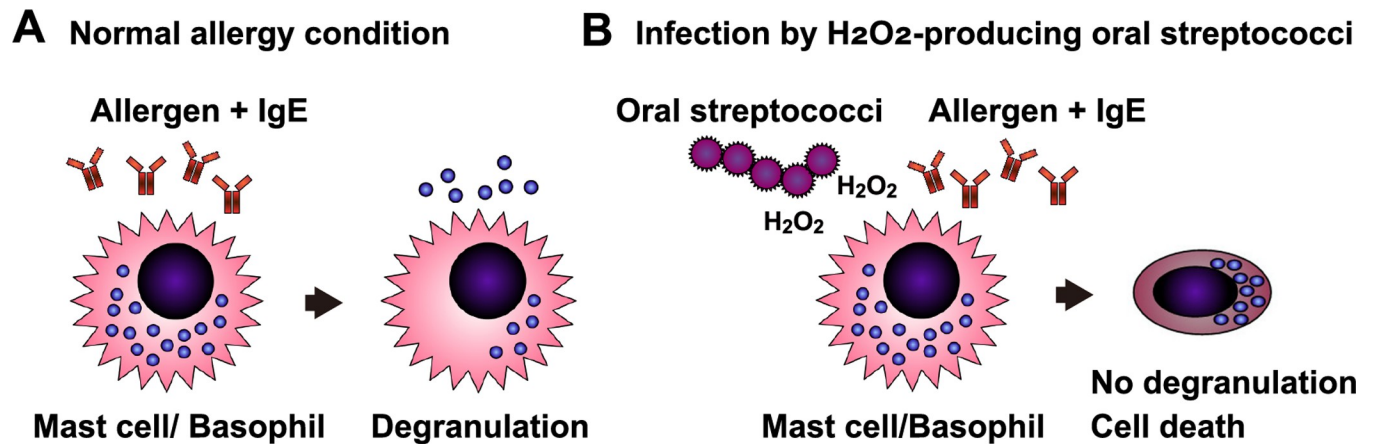 A Normal allergy condition
Allergen + IgE
Mast cell/ Basophil
Degranulation
B Infection by H2O2-producing oral streptococci
Oral streptococci
Allergen + IgE
H₂O₂
H₂O₂
Mast cell/Basophil
No degranulation
Cell death